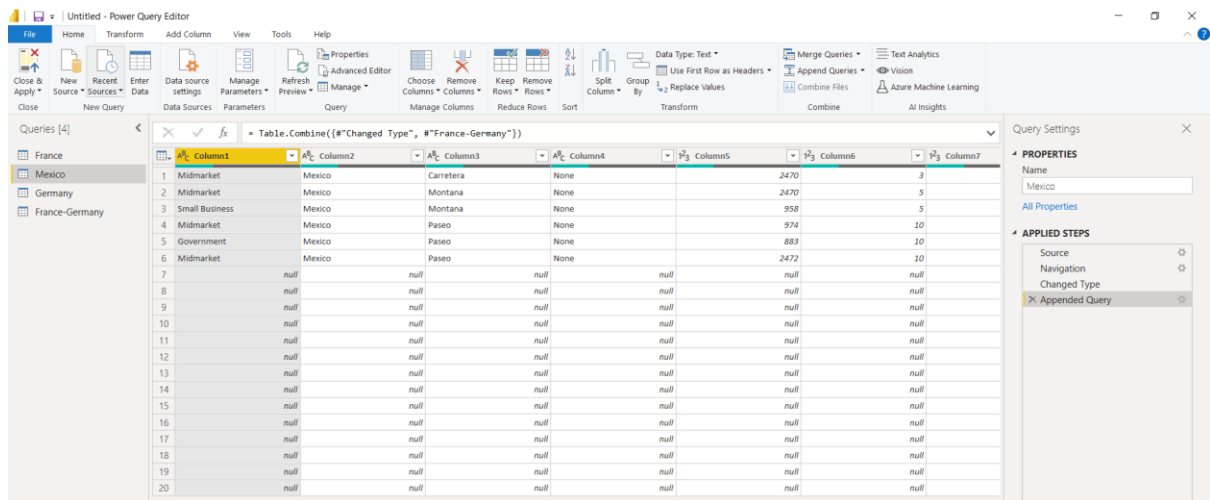 Untitled - Power Query Editor
File Home Transform Add Column View Tools Help
Close & Apply
New Source
Recent Sources
Enter Data
Data source settings
Manage Parameters
Refresh Preview
Properties
Advanced Editor
Manage
Choose Columns
Remove Columns
Keep Rows
Remove Rows
Split Column
Group By
Data Type: Text
Use First Row as Headers
Replace Values
Merge Queries
Append Queries
Combine Files
Text Analytics
Vision
Azure Machine Learning
Close New Query Data Sources Parameters Query Manage Columns Reduce Rows Sort Transform Combine AI Insights
Queries [4]
France
Mexico
Germany
France-Germany
fx = Table.Combine({#"Changed Type", #"France-Germany"})
Column1 Column2 Column3 Column4 Column5 Column6 Column7
1 Midmarket Mexico Carretera None 2470 3
2 Midmarket Mexico Montana None 2470 5
3 Small Business Mexico Montana None 958 5
4 Midmarket Mexico Paseo None 974 10
5 Government Mexico Paseo None 883 10
6 Midmarket Mexico Paseo None 2472 10
7 null null null null null null
8 null null null null null null
9 null null null null null null
10 null null null null null null
11 null null null null null null
12 null null null null null null
13 null null null null null null
14 null null null null null null
15 null null null null null null
16 null null null null null null
17 null null null null null null
18 null null null null null null
19 null null null null null null
20 null null null null null null
Query Settings
PROPERTIES
Name
Mexico
All Properties
APPLIED STEPS
Source
Navigation
Changed Type
Appended Query